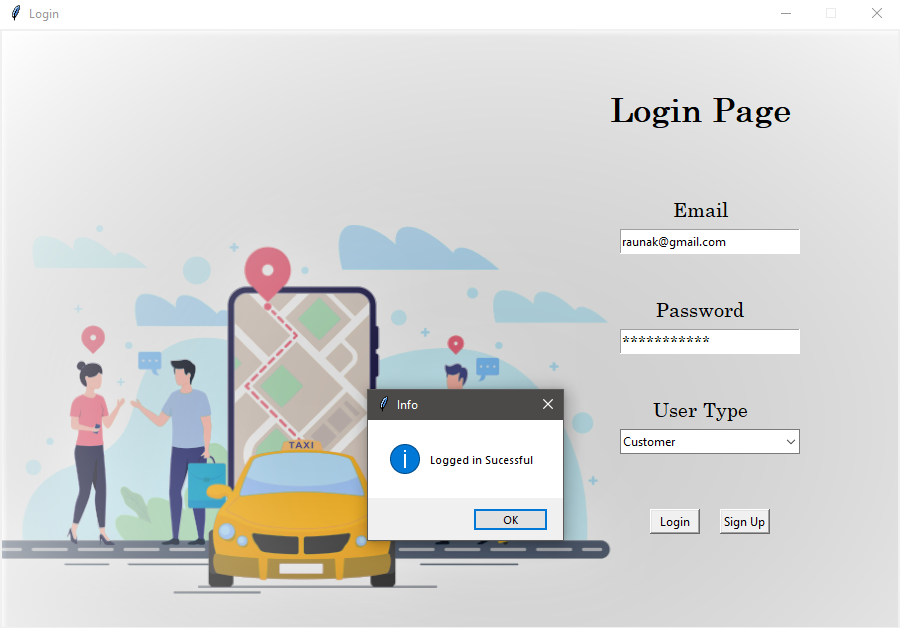 Login
Login Page
Email
raunak@gmail.com
Password
***********
User Type
Customer
Login
Sign Up
Info
Logged in Sucessful
OK
TAXI